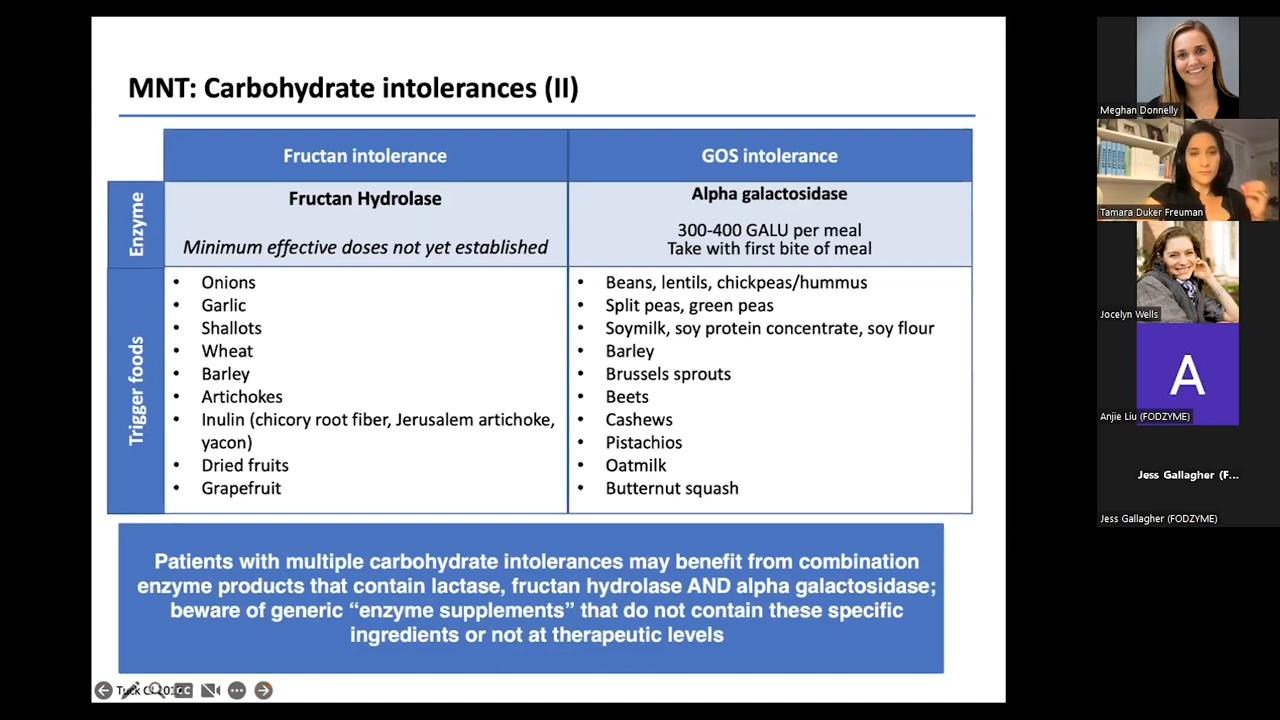 MNT: Carbohydrate intolerances (II)
Fructan intolerance
GOS intolerance
Enzyme
Fructan Hydrolase
Minimum effective doses not yet established
Alpha galactosidase
300-400 GALU per meal
Take with first bite of meal
Trigger foods
• Onions
• Garlic
• Shallots
• Wheat
• Barley
• Artichokes
• Inulin (chicory root fiber, Jerusalem artichoke,
yacon)
• Dried fruits
• Grapefruit
• Beans, lentils, chickpeas/hummus
• Split peas, green peas
• Soymilk, soy protein concentrate, soy flour
• Barley
• Brussels sprouts
• Beets
• Cashews
• Pistachios
• Oatmilk
• Butternut squash
Patients with multiple carbohydrate intolerances may benefit from combination
enzyme products that contain lactase, fructan hydrolase AND alpha galactosidase;
beware of generic “enzyme supplements” that do not contain these specific
ingredients or not at therapeutic levels
CC
Meghan Donnelly
Tamara Duker Freuman
Jocelyn Wells
A
Anjie Liu (FODZYME)
Jess Gallagher (F...
Jess Gallagher (FODZYME)